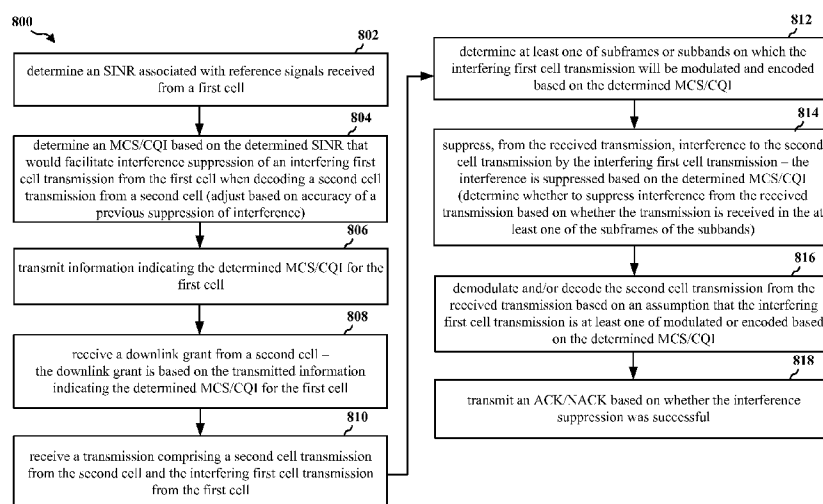 800
802
determine an SINR associated with reference signals received
from a first cell
804
determine an MCS/CQI based on the determined SINR that
would facilitate interference suppression of an interfering first
cell transmission from the first cell when decoding a second cell
transmission from a second cell (adjust based on accuracy of a
previous suppression of interference)
806
transmit information indicating the determined MCS/CQI for the
first cell
808
receive a downlink grant from a second cell –
the downlink grant is based on the transmitted information
indicating the determined MCS/CQI for the first cell
810
receive a transmission comprising a second cell transmission
from the second cell and the interfering first cell transmission
from the first cell
812
determine at least one of subframes or subbands on which the
interfering first cell transmission will be modulated and encoded
based on the determined MCS/CQI
814
suppress, from the received transmission, interference to the second
cell transmission by the interfering first cell transmission – the
interference is suppressed based on the determined MCS/CQI
(determine whether to suppress interference from the received
transmission based on whether the transmission is received in the at
least one of the subframes of the subbands)
816
demodulate and/or decode the second cell transmission from the
received transmission based on an assumption that the interfering
first cell transmission is at least one of modulated or encoded based
on the determined MCS/CQI
818
transmit an ACK/NACK based on whether the interference
suppression was successful